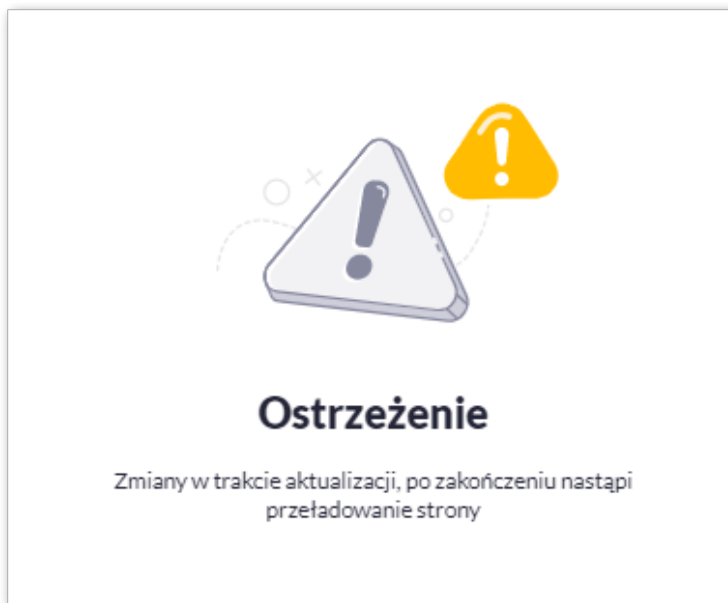 Ostrzeżenie
Zmiany w trakcie aktualizacji, po zakończeniu nastąpi
przeładowanie strony